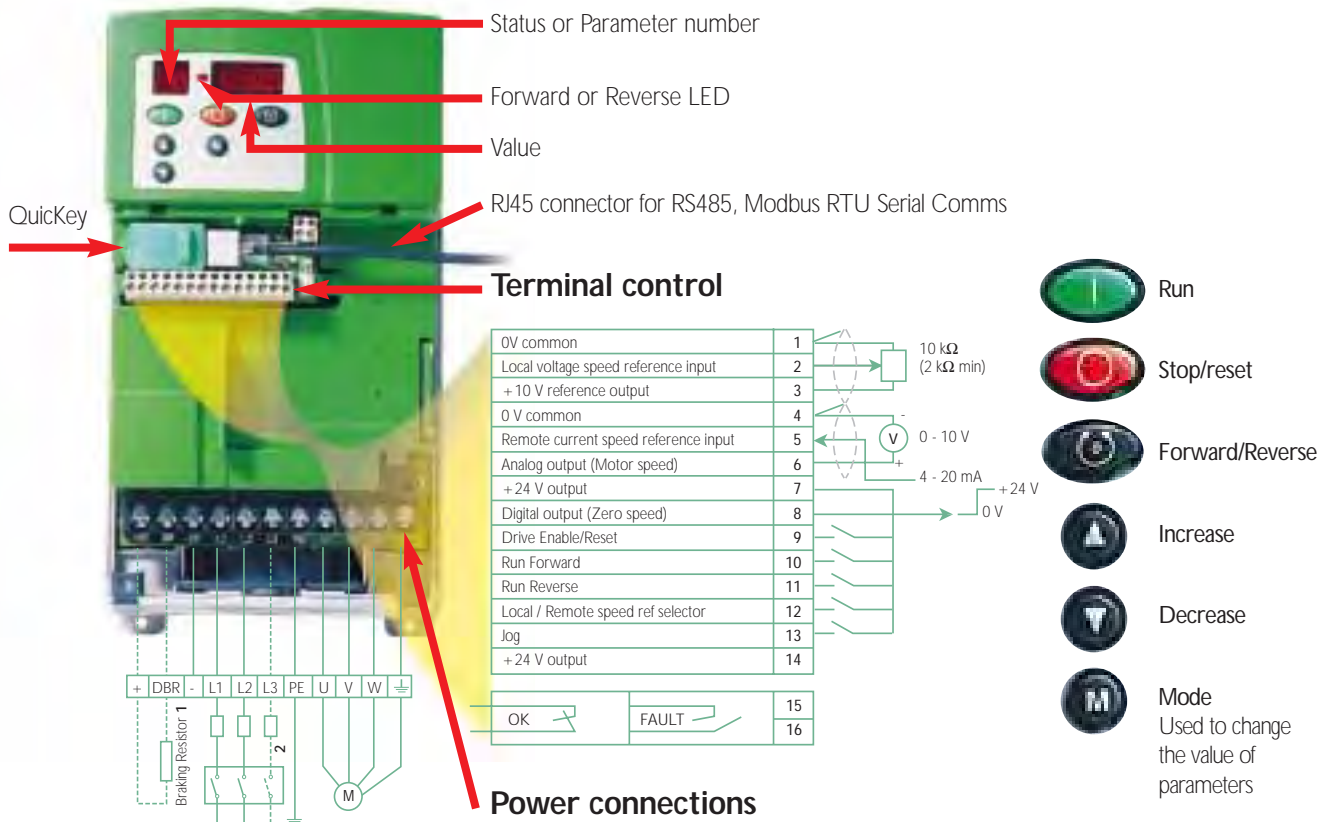 Status or Parameter number
Forward or Reverse LED
Value
QuicKey
RJ45 connector for RS485, Modbus RTU Serial Comms
Terminal control
0V common 1
Local voltage speed reference input 2
+10 V reference output 3
0 V common 4
Remote current speed reference input 5
Analog output (Motor speed) 6
+24 V output 7
Digital output (Zero speed) 8
Drive Enable/Reset 9
Run Forward 10
Run Reverse 11
Local / Remote speed ref selector 12
Jog 13
+24 V output 14
OK FAULT 15
16
10 kΩ
(2 kΩ min)
-
V 0 - 10 V
+
4 - 20 mA
+24 V
0 V
Run
Stop/reset
Forward/Reverse
Increase
Decrease
M
Mode
Used to change
the value of
parameters
+ DBR - L1 L2 L3 PE U V W
Braking Resistor 1
2
M
Power connections